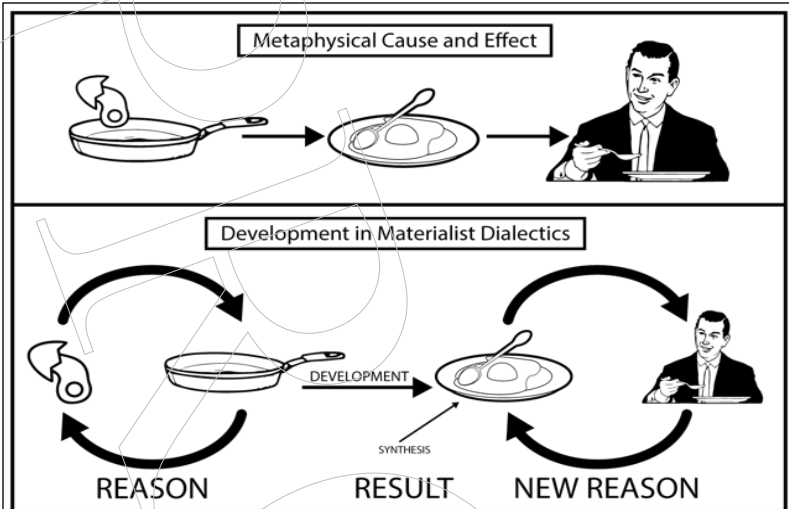 Metaphysical Cause and Effect
Development in Materialist Dialectics
DEVELOPMENT
SYNTHESIS
REASON
RESULT
NEW REASON